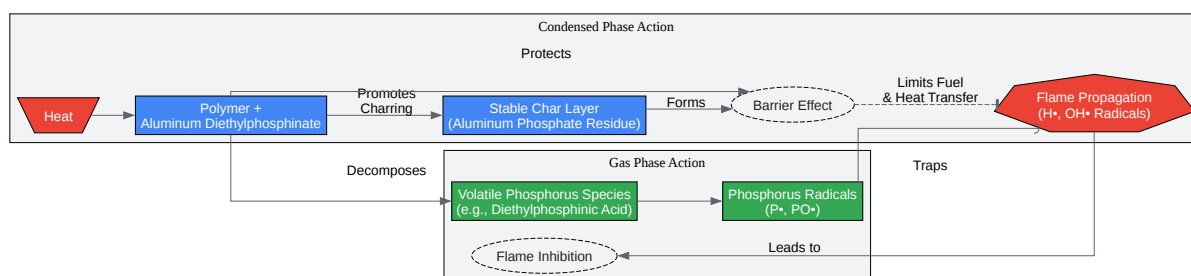 Condensed Phase Action
Protects
Heat
Polymer +
Aluminum Diethylphosphinate
Promotes
Charring
Stable Char Layer
(Aluminum Phosphate Residue)
Forms
Barrier Effect
Limits Fuel
& Heat Transfer
Flame Propagation
(H•, OH• Radicals)
Gas Phase Action
Decomposes
Volatile Phosphorus Species
(e.g., Diethylphosphinic Acid)
Phosphorus Radicals
(P•, PO•)
Traps
Flame Inhibition
Leads to